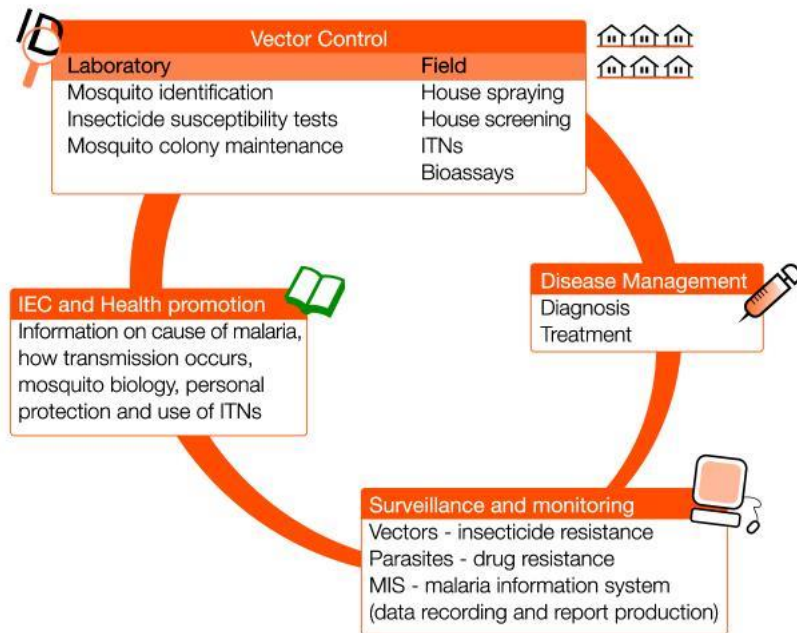 ID
Vector Control
Laboratory Field
Mosquito identification House spraying
Insecticide susceptibility tests House screening
Mosquito colony maintenance ITNs
Bioassays
IEC and Health promotion
Information on cause of malaria,
how transmission occurs,
mosquito biology, personal
protection and use of ITNs
Disease Management
Diagnosis
Treatment
Surveillance and monitoring
Vectors - insecticide resistance
Parasites - drug resistance
MIS - malaria information system
(data recording and report production)